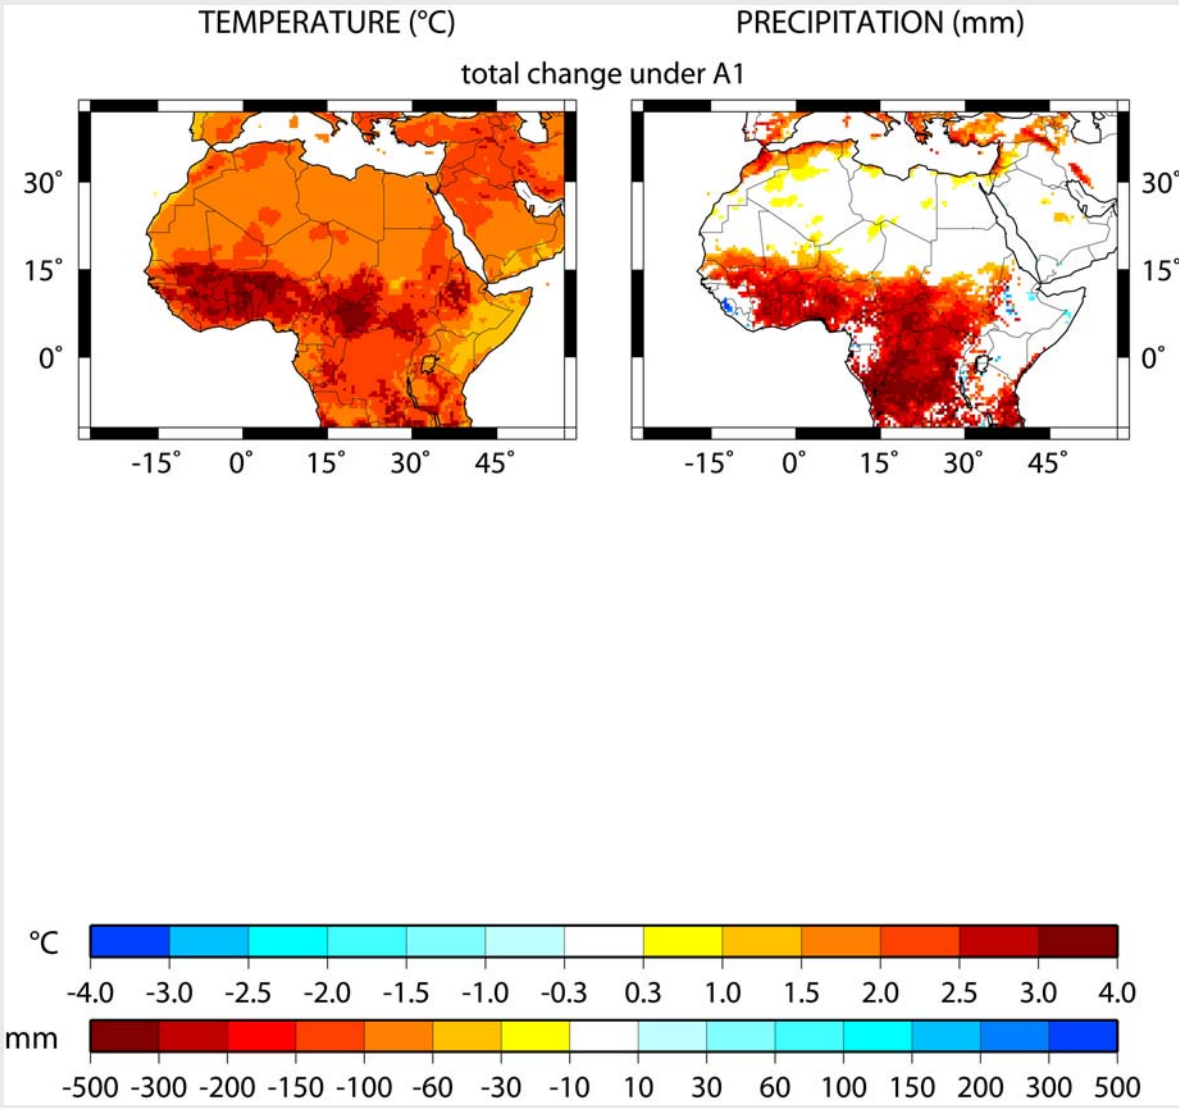 TEMPERATURE (°C) PRECIPITATION (mm)
total change under A1
30° 30°
15° 15°
0° 0°
-15° 0° 15° 30° 45° -15° 0° 15° 30° 45°
°C
-4.0 -3.0 -2.5 -2.0 -1.5 -1.0 -0.3 0.3 1.0 1.5 2.0 2.5 3.0 4.0
mm
-500 -300 -200 -150 -100 -60 -30 -10 10 30 60 100 150 200 300 500